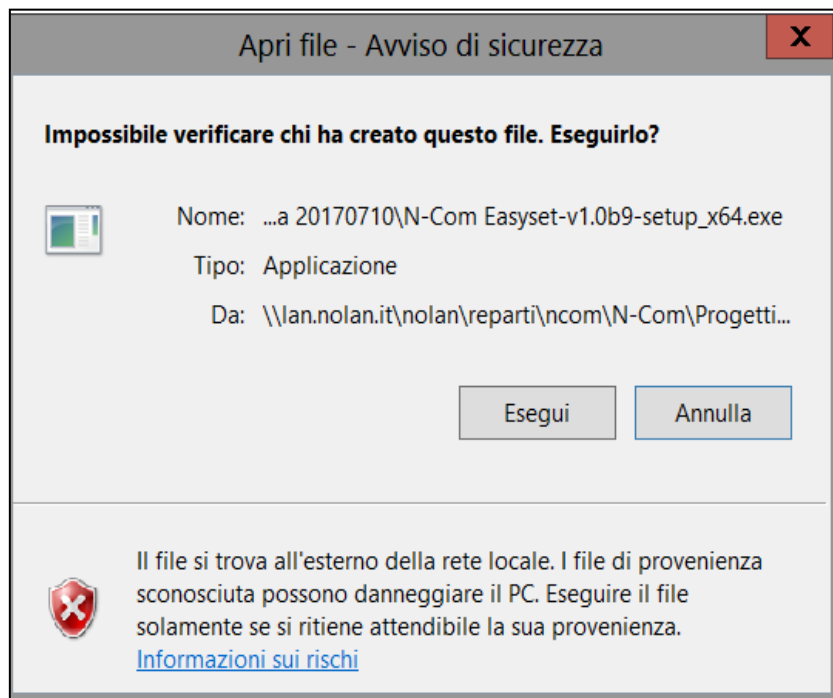 Apri file - Avviso di sicurezza
X
Impossibile verificare chi ha creato questo file. Eseguirlo?
Nome: ...a 20170710\N-Com Easyset-v1.0b9-setup_x64.exe
Tipo: Applicazione
Da: \\lan.nolan.it\nolan\reparti\ncom\N-Com\Progetti...
Esegui Annulla
Il file si trova all'esterno della rete locale. I file di provenienza
sconosciuta possono danneggiare il PC. Eseguire il file
solamente se si ritiene attendibile la sua provenienza.
Informazioni sui rischi